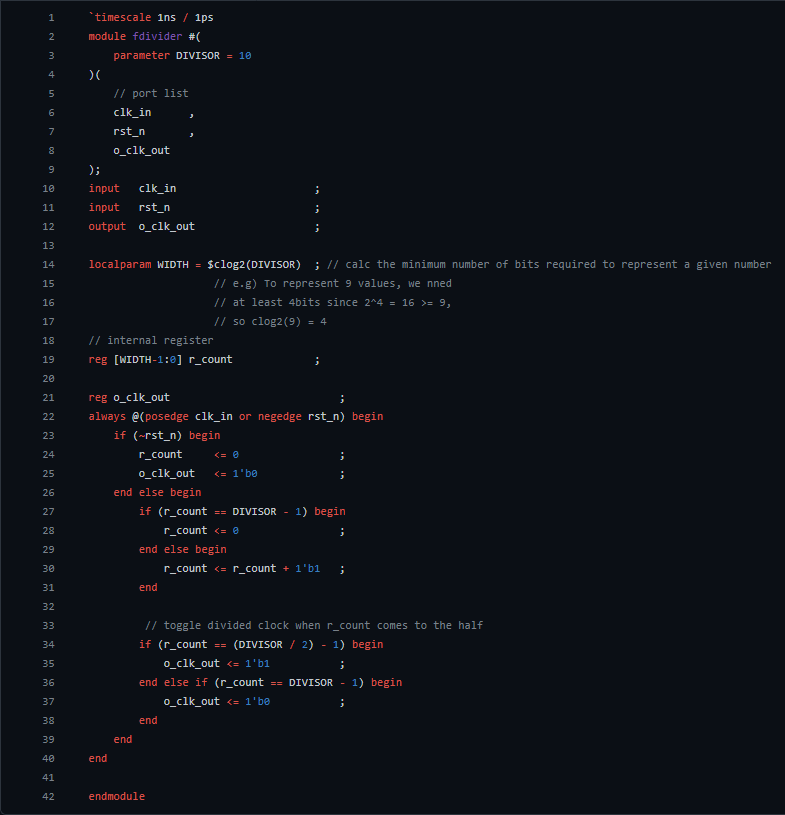 1 `timescale 1ns / 1ps
2 module fdivider #(
3     parameter DIVISOR = 10
4 )(
5     // port list
6     clk_in      ,
7     rst_n       ,
8     o_clk_out
9 );
10 input   clk_in                      ;
11 input   rst_n                       ;
12 output  o_clk_out                   ;
13
14 localparam WIDTH = $clog2(DIVISOR)  ; // calc the minimum number of bits required to represent a given number
15                     // e.g) To represent 9 values, we nned
16                     // at least 4bits since 2^4 = 16 >= 9,
17                     // so clog2(9) = 4
18 // internal register
19 reg [WIDTH-1:0] r_count             ;
20
21 reg o_clk_out                           ;
22 always @(posedge clk_in or negedge rst_n) begin
23     if (~rst_n) begin
24         r_count     <= 0                ;
25         o_clk_out   <= 1'b0             ;
26     end else begin
27         if (r_count == DIVISOR - 1) begin
28             r_count <= 0                ;
29         end else begin
30             r_count <= r_count + 1'b1   ;
31         end
32
33          // toggle divided clock when r_count comes to the half
34         if (r_count == (DIVISOR / 2) - 1) begin
35             o_clk_out <= 1'b1           ;
36         end else if (r_count == DIVISOR - 1) begin
37             o_clk_out <= 1'b0           ;
38         end
39     end
40 end
41
42 endmodule